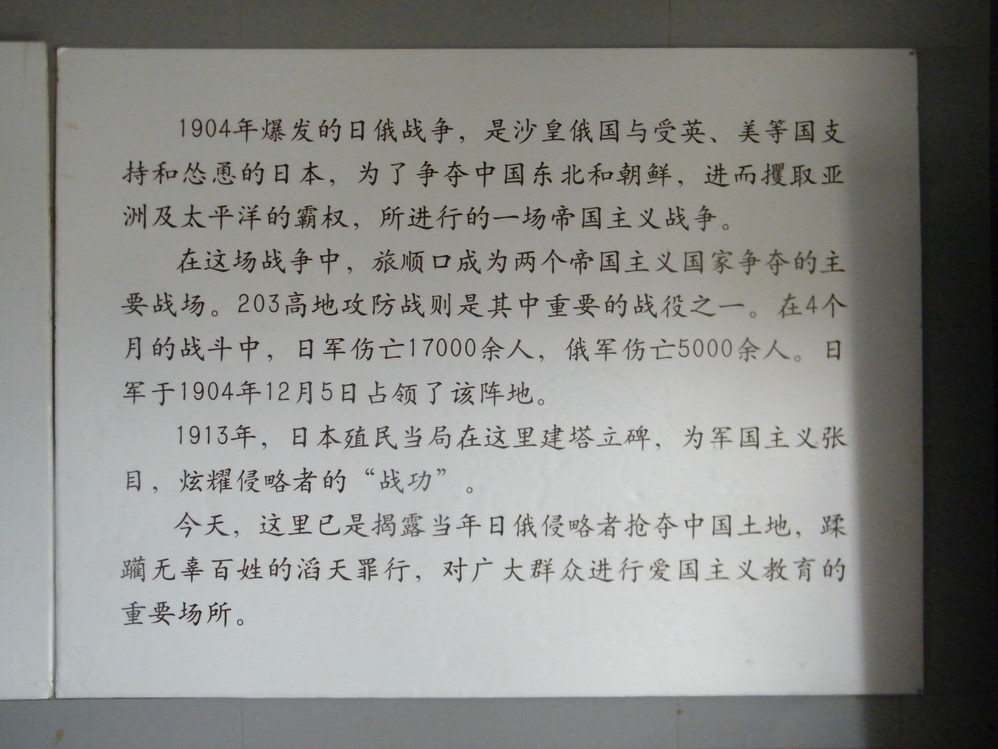 1904年爆发的日俄战争，是沙皇俄国与受英、美等国支
持和怂恿的日本，为了争夺中国东北和朝鲜，进而攫取亚
洲及太平洋的霸权，所进行的一场帝国主义战争。
在这场战争中，旅顺口成为两个帝国主义国家争夺的主
要战场。203高地攻防战则是其中重要的战役之一。在4个
月的战斗中，日军伤亡17000余人，俄军伤亡5000余人。日
军于1904年12月5日占领了该阵地。
1913年，日本殖民当局在这里建塔立碑，为军国主义张
目，炫耀侵略者的“战功”。
今天，这里已是揭露当年日俄侵略者抢夺中国土地，蹂
躏无辜百姓的滔天罪行，对广大群众进行爱国主义教育的
重要场所。